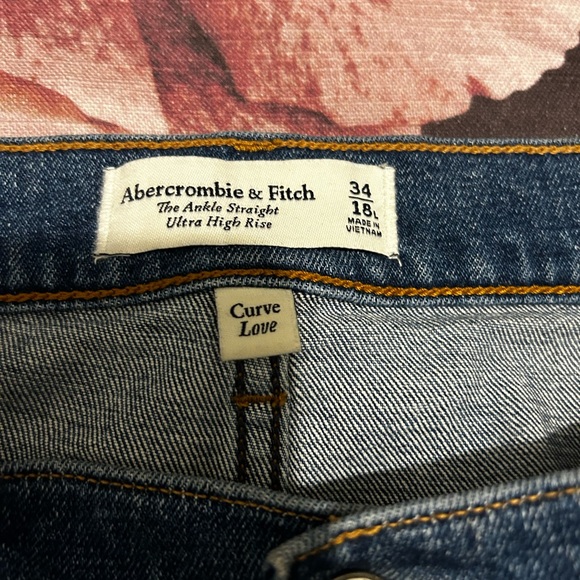 Abercrombie & Fitch
The Ankle Straight
Ultra High Rise
34
18L
MADE IN
VIETNAM
Curve
Love